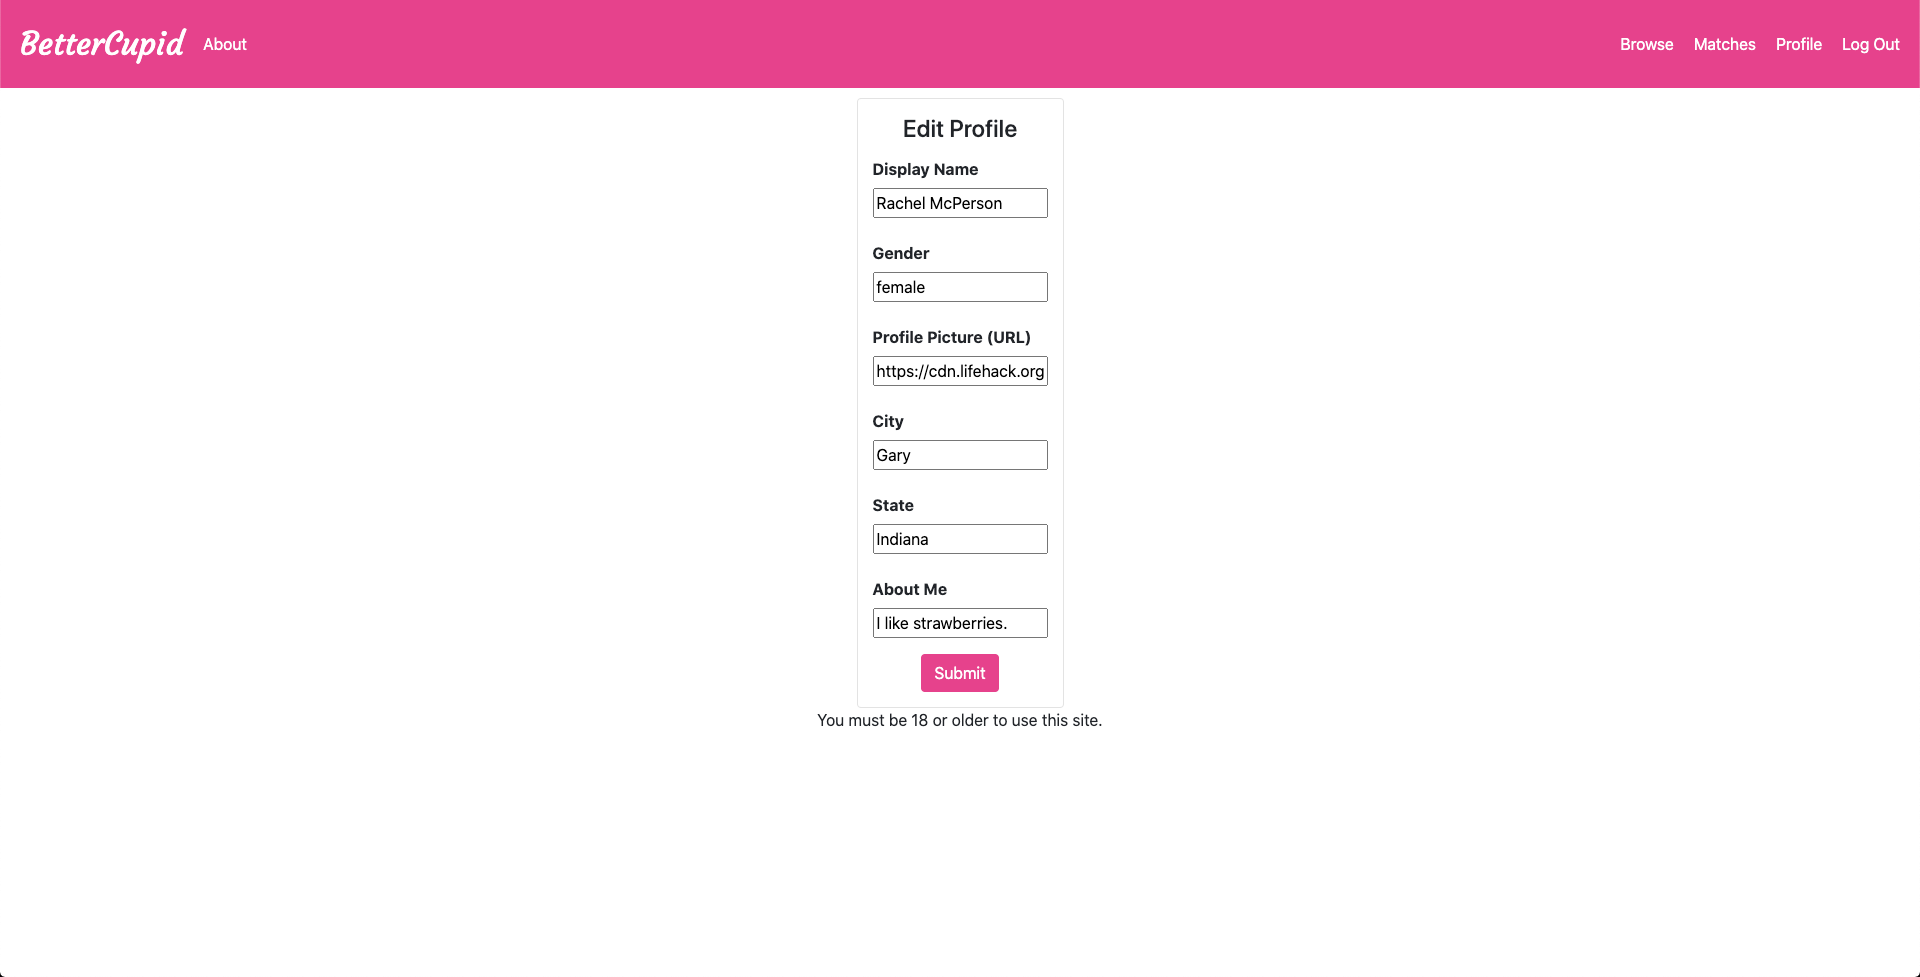 BetterCupid About Browse Matches Profile Log Out
Edit Profile
Display Name
Rachel McPerson
Gender
female
Profile Picture (URL)
https://cdn.lifehack.org
City
Gary
State
Indiana
About Me
I like strawberries.
Submit
You must be 18 or older to use this site.